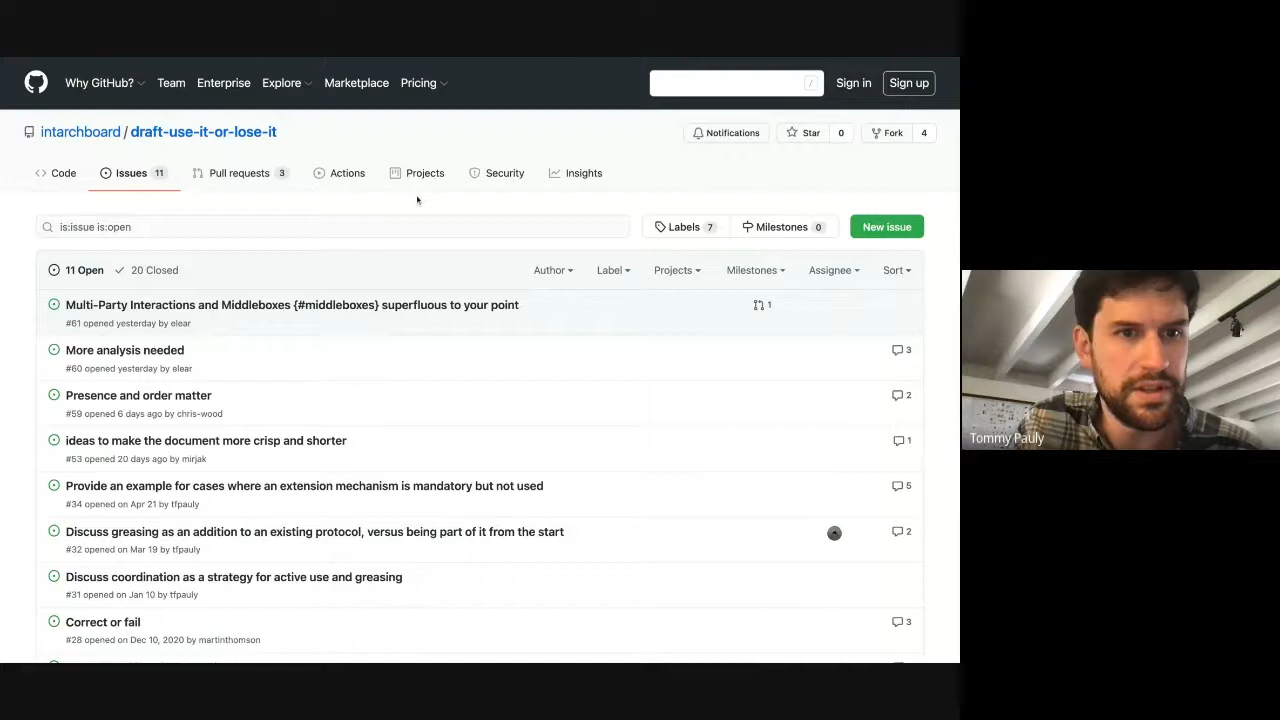 Why GitHub? Team Enterprise Explore Marketplace Pricing / Sign in Sign up
intarchboard / draft-use-it-or-lose-it Notifications Star 0 Fork 4
Code Issues 11 Pull requests 3 Actions Projects Security Insights
is:issue is:open Labels 7 Milestones 0 New issue
11 Open 20 Closed Author Label Projects Milestones Assignee Sort
Multi-Party Interactions and Middleboxes {#middleboxes} superfluous to your point 1
#61 opened yesterday by elear
More analysis needed 3
#60 opened yesterday by elear
Presence and order matter 2
#59 opened 6 days ago by chris-wood
ideas to make the document more crisp and shorter 1
#53 opened 20 days ago by mirjak
Provide an example for cases where an extension mechanism is mandatory but not used 5
#34 opened on Apr 21 by tfpauly
Discuss greasing as an addition to an existing protocol, versus being part of it from the start 2
#32 opened on Mar 19 by tfpauly
Discuss coordination as a strategy for active use and greasing
#31 opened on Jan 10 by tfpauly
Correct or fail 3
#28 opened on Dec 10, 2020 by martinthomson
Tommy Pauly